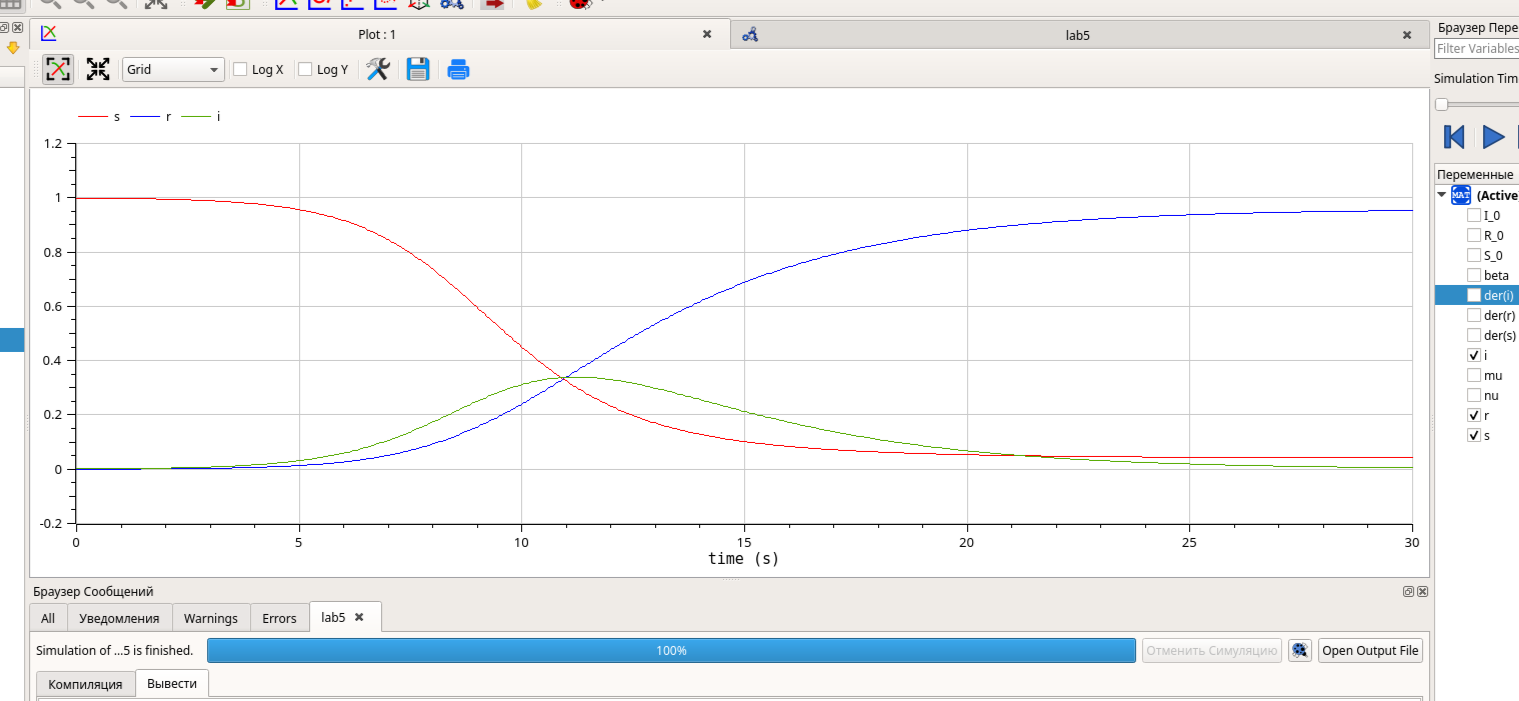 Plot : 1
lab5
Браузер Пере
Grid
Log X
Log Y
Filter Variables
Simulation Tim
s r i
1.2
1
0.8
0.6
0.4
0.2
0
-0.2
0 5 10 15 20 25 30
time (s)
Переменные
MAT (Active
I_0
R_0
S_0
beta
der(i)
der(r)
der(s)
i
mu
nu
r
s
Браузер Сообщений
All Уведомления Warnings Errors lab5
Simulation of ...5 is finished. 100% Отменить Симуляцию Open Output File
Компиляция Вывести